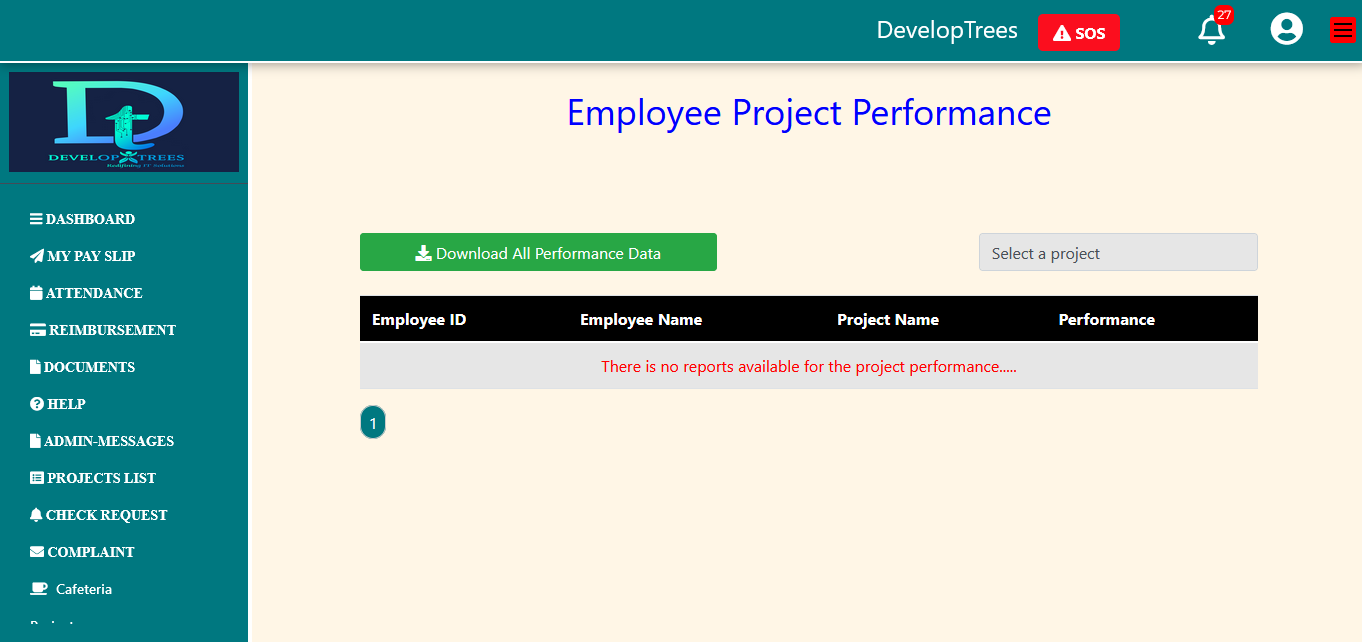 DevelopTrees
SOS
27
Dt
DEVELOP TREES
Redefining IT Solutions
Employee Project Performance
DASHBOARD
MY PAY SLIP
ATTENDANCE
REIMBURSEMENT
DOCUMENTS
HELP
ADMIN-MESSAGES
PROJECTS LIST
CHECK REQUEST
COMPLAINT
Cafeteria
Download All Performance Data
Select a project
Employee ID Employee Name Project Name Performance
There is no reports available for the project performance.....
1